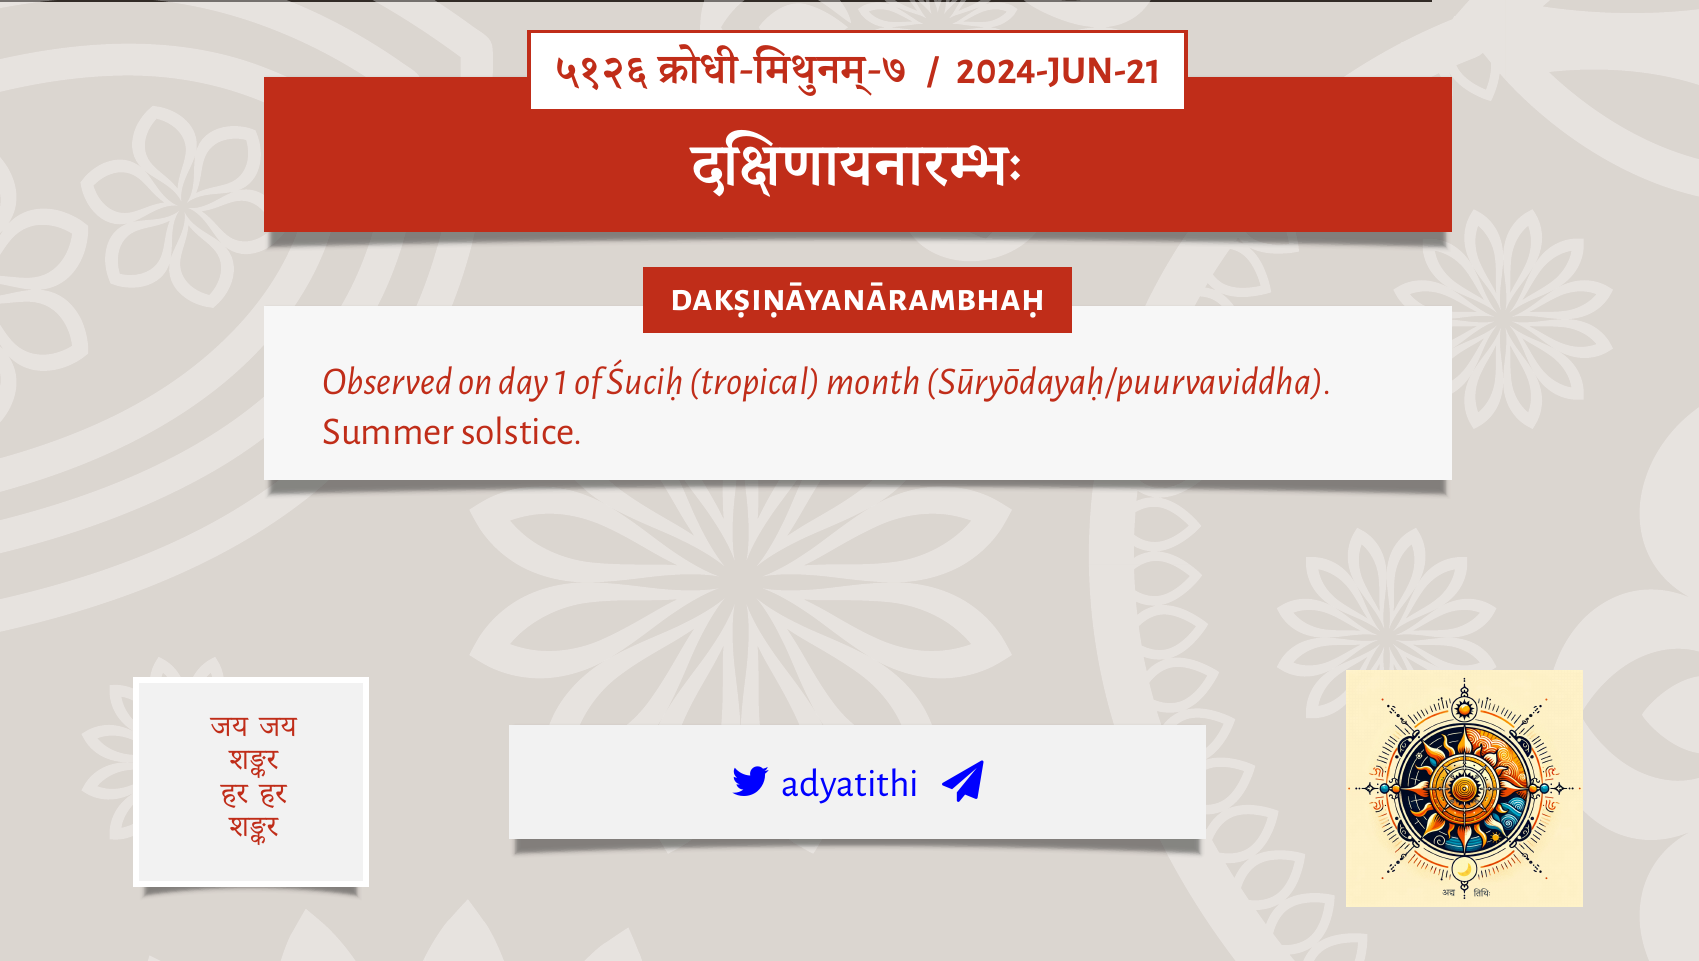 ५१२६ क्रोधी-मिथुनम्-७ / 2024-JUN-21
दक्षिणायनारम्भः
DAKṢIṆĀYANĀRAMBHAḤ
Observed on day 1 of Śuciḥ (tropical) month (Sūryōdayaḥ/puurvaviddha).
Summer solstice.
जय जय
शङ्कर
हर हर
शङ्कर
adyatithi
अद्य तिथिः